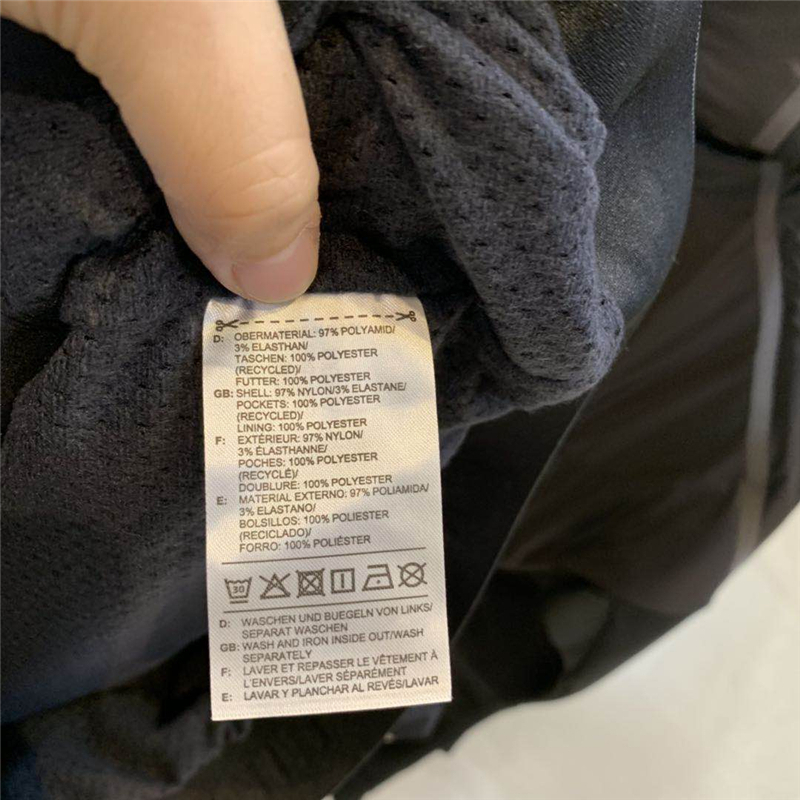 D: OBERMATERIAL: 97% POLYAMID/
3% ELASTHAN/
TASCHEN: 100% POLYESTER
(RECYCLED)/
FUTTER: 100% POLYESTER
GB: SHELL: 97% NYLON/3% ELASTANE/
POCKETS: 100% POLYESTER
(RECYCLED)/
LINING: 100% POLYESTER
F: EXTÉRIEUR: 97% NYLON/
3% ÉLASTHANNE/
POCHES: 100% POLYESTER
(RECYCLÉ)/
DOUBLURE: 100% POLYESTER
E: MATERIAL EXTERNO: 97% POLIAMIDA/
3% ELASTANO/
BOLSILLOS: 100% POLIESTER
(RECICLADO)/
FORRO: 100% POLIÉSTER
30
D: WASCHEN UND BUEGELN VON LINKS/
SEPARAT WASCHEN
GB: WASH AND IRON INSIDE OUT/WASH
SEPARATELY
F: LAVER ET REPASSER LE VÊTEMENT À
L'ENVERS/LAVER SÉPARÉMENT
E: LAVAR Y PLANCHAR AL REVÉS/LAVAR